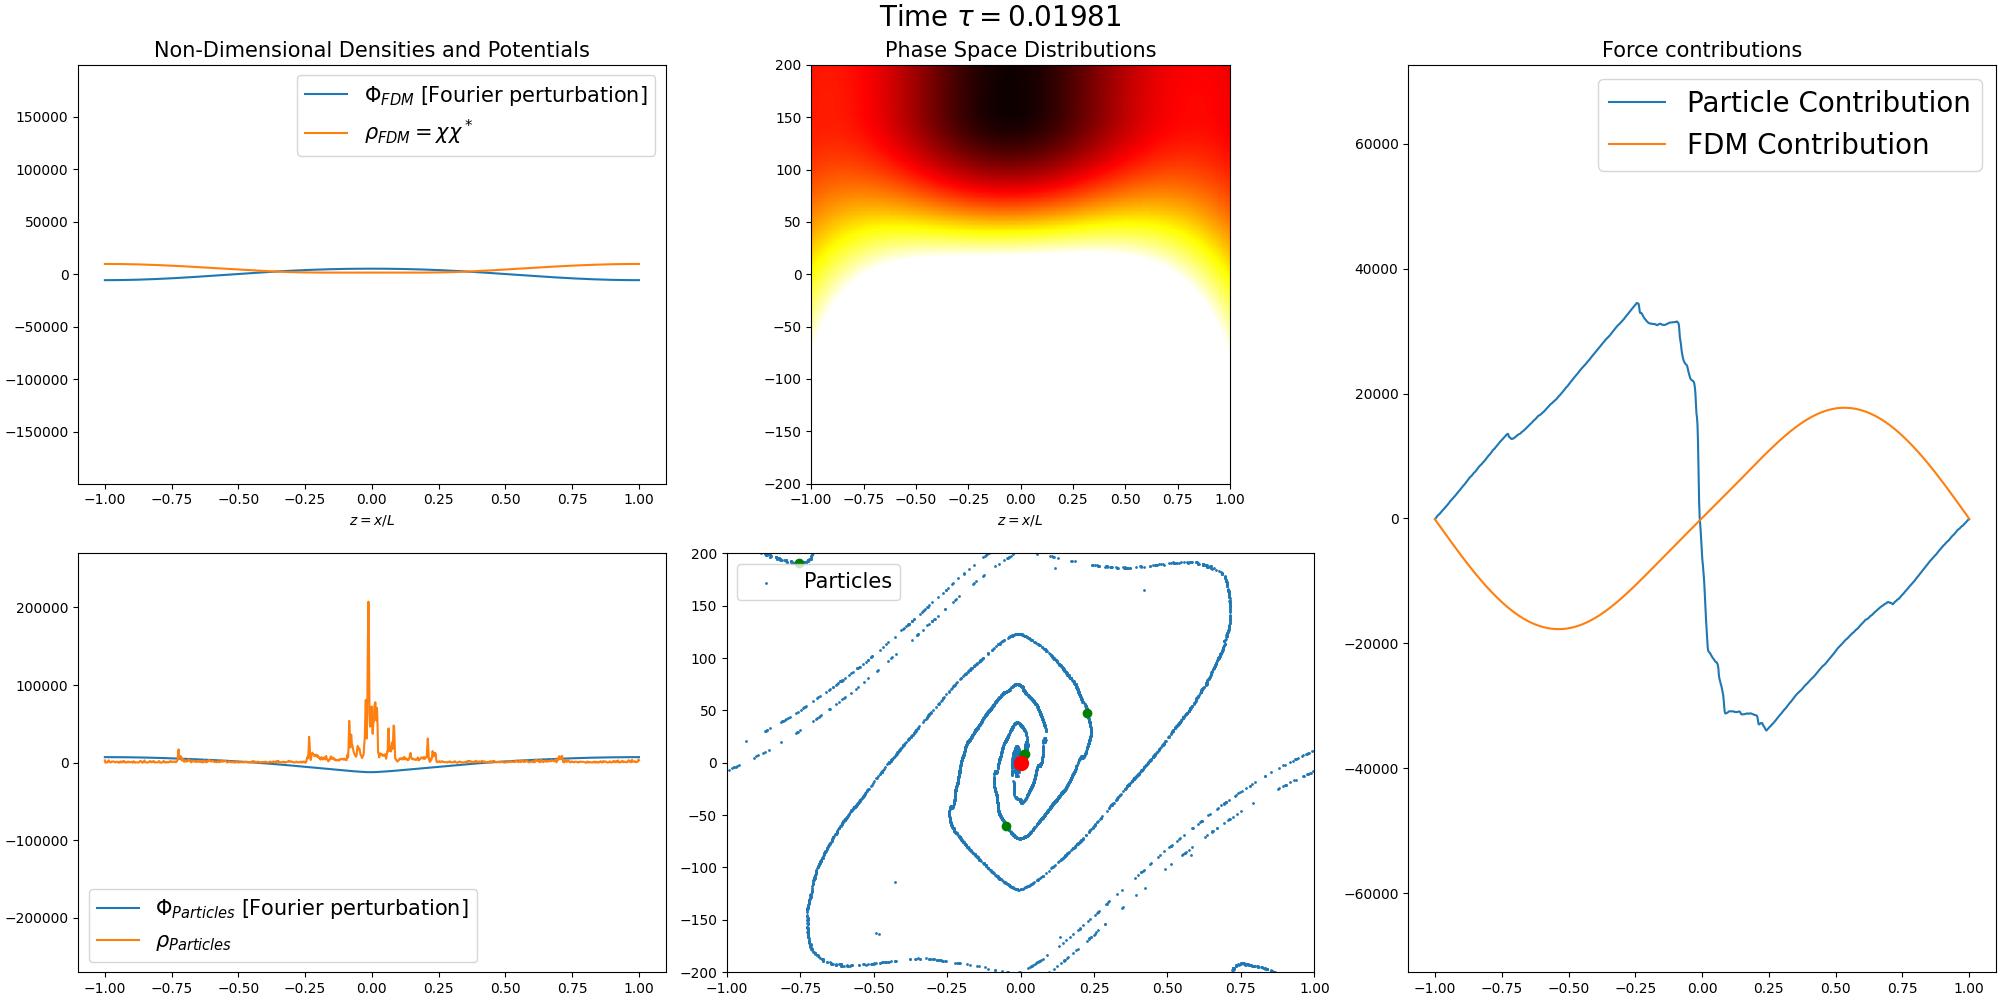 Time τ = 0.01981
Non-Dimensional Densities and Potentials
Φ_FDM [Fourier perturbation]
ρ_FDM = χχ*
150000
100000
50000
0
−50000
−100000
−150000
−1.00 −0.75 −0.50 −0.25 0.00 0.25 0.50 0.75 1.00
z = x/L
Phase Space Distributions
200
150
100
50
0
−50
−100
−150
−200
−1.00 −0.75 −0.50 −0.25 0.00 0.25 0.50 0.75 1.00
z = x/L
Force contributions
Particle Contribution
FDM Contribution
60000
40000
20000
0
−20000
−40000
−60000
−1.00 −0.75 −0.50 −0.25 0.00 0.25 0.50 0.75 1.00
200000
100000
0
−100000
−200000
Φ_Particles [Fourier perturbation]
ρ_Particles
−1.00 −0.75 −0.50 −0.25 0.00 0.25 0.50 0.75 1.00
Particles
200
150
100
50
0
−50
−100
−150
−200
−1.00 −0.75 −0.50 −0.25 0.00 0.25 0.50 0.75 1.00